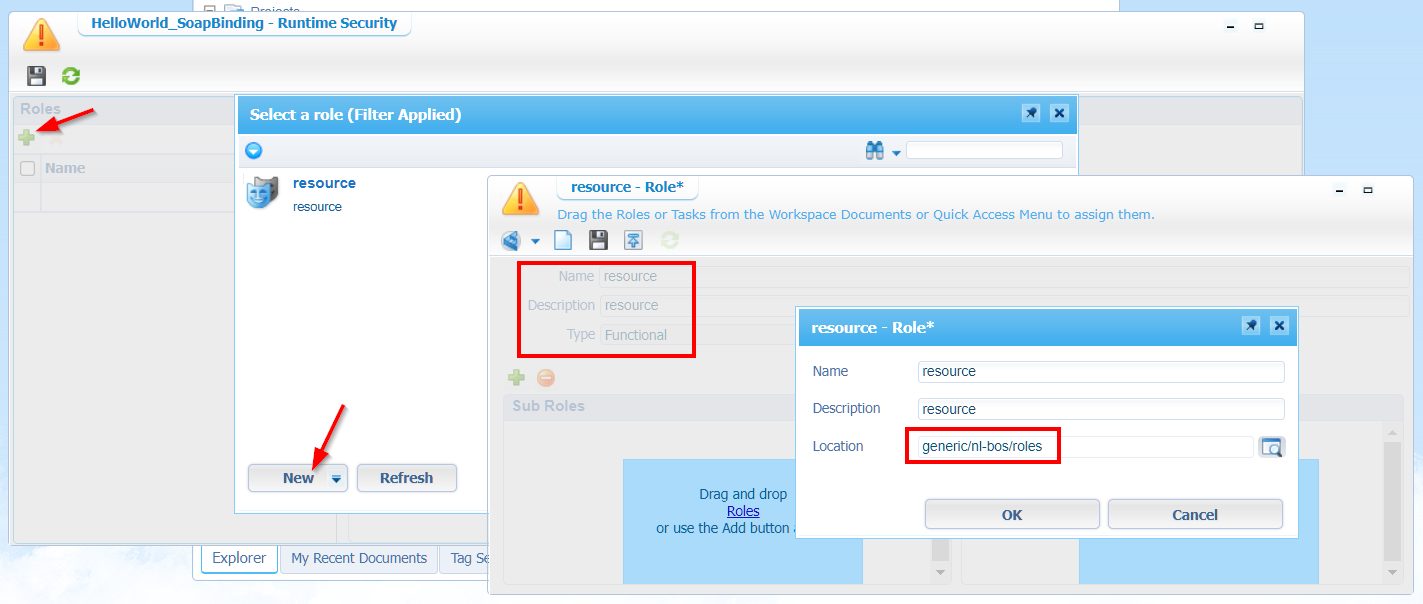 Projects
HelloWorld_SoapBinding - Runtime Security
Roles
Name
Select a role (Filter Applied)
resource
resource
New
Refresh
resource - Role*
Drag the Roles or Tasks from the Workspace Documents or Quick Access Menu to assign them.
Name resource
Description resource
Type Functional
Sub Roles
Drag and drop
Roles
or use the Add button
resource - Role*
Name resource
Description resource
Location generic/nl-bos/roles
OK Cancel
Explorer My Recent Documents Tag Se